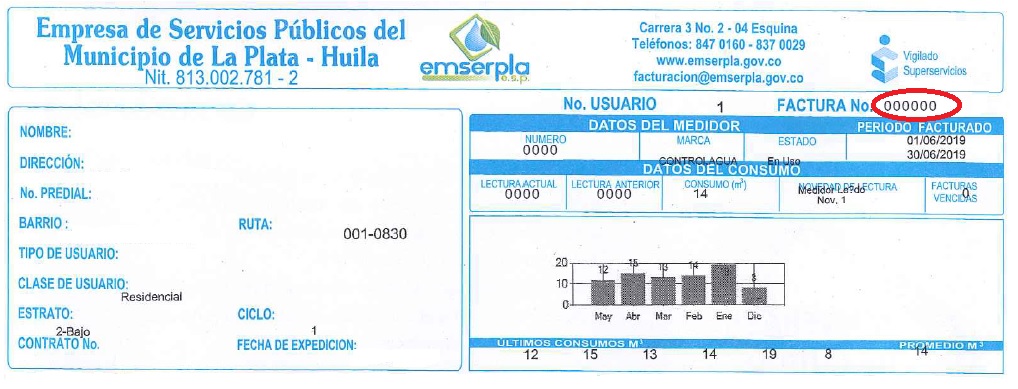 Empresa de Servicios Públicos del
Municipio de La Plata - Huila
Nit. 813.002.781 - 2
emserpla
e.s.p.
Carrera 3 No. 2 - 04 Esquina
Teléfonos: 847 0160 - 837 0029
www.emserpla.gov.co
facturacion@emserpla.gov.co
Vigilado
Superservicios
No. USUARIO 1 FACTURA No. 000000
NOMBRE:
DIRECCIÓN:
No. PREDIAL:
BARRIO : RUTA: 001-0830
TIPO DE USUARIO:
CLASE DE USUARIO:
Residencial
ESTRATO: CICLO: 1
2-Bajo
CONTRATO No. FECHA DE EXPEDICION:
DATOS DEL MEDIDOR PERIODO FACTURADO
NUMERO MARCA ESTADO 01/06/2019
0000 30/06/2019
CONTROLAGUA En Uso
DATOS DEL CONSUMO
LECTURA ACTUAL LECTURA ANTERIOR CONSUMO (m³) NOVEDAD DE LECTURA FACTURAS
VENCIDAS
0000 0000 14 Medidor Leido 0
Nov. 1
20 12 15 13 14 8
10
0
May Abr Mar Feb Ene Dic
ÚLTIMOS CONSUMOS M³ PROMEDIO M³
12 15 13 14 19 8 14